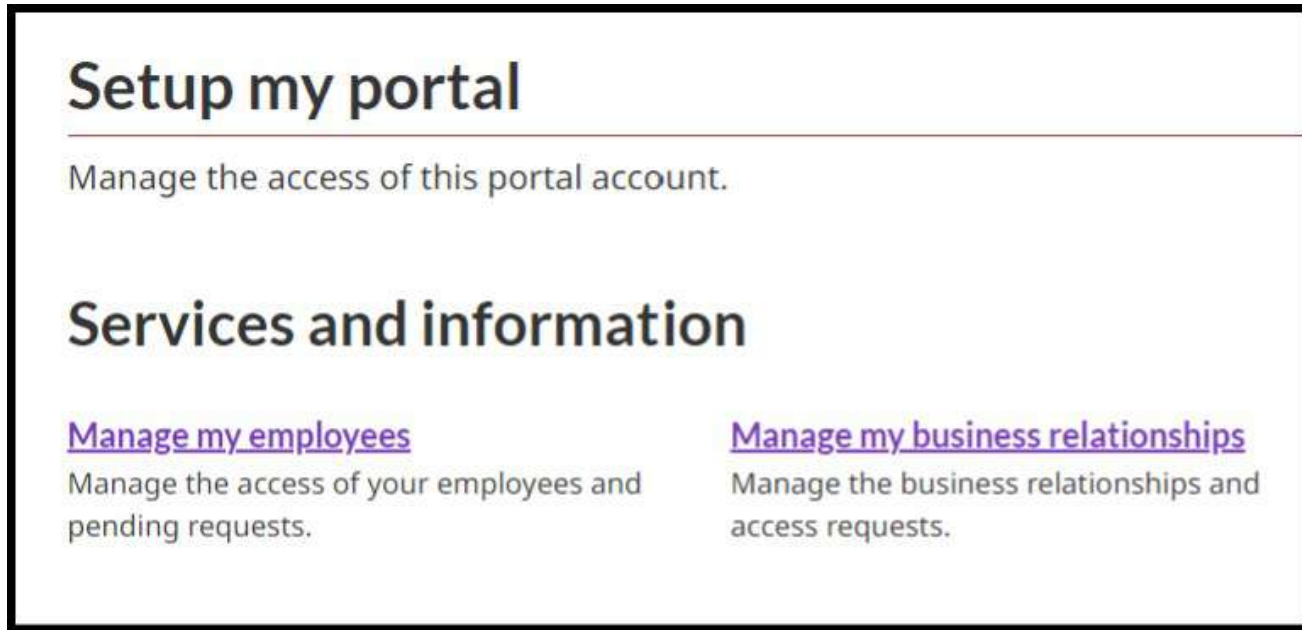 Setup my portal
Manage the access of this portal account.
Services and information
Manage my employees
Manage the access of your employees and
pending requests.
Manage my business relationships
Manage the business relationships and
access requests.